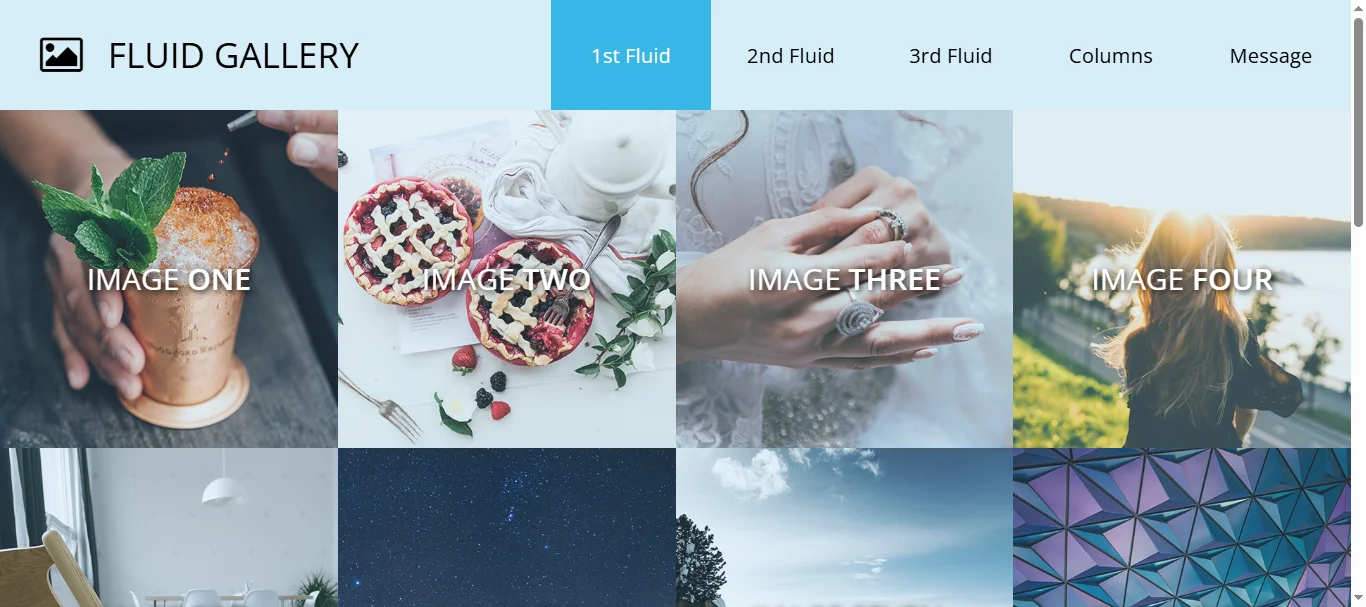 FLUID GALLERY
1st Fluid
2nd Fluid
3rd Fluid
Columns
Message
IMAGE ONE
IMAGE TWO
IMAGE THREE
IMAGE FOUR